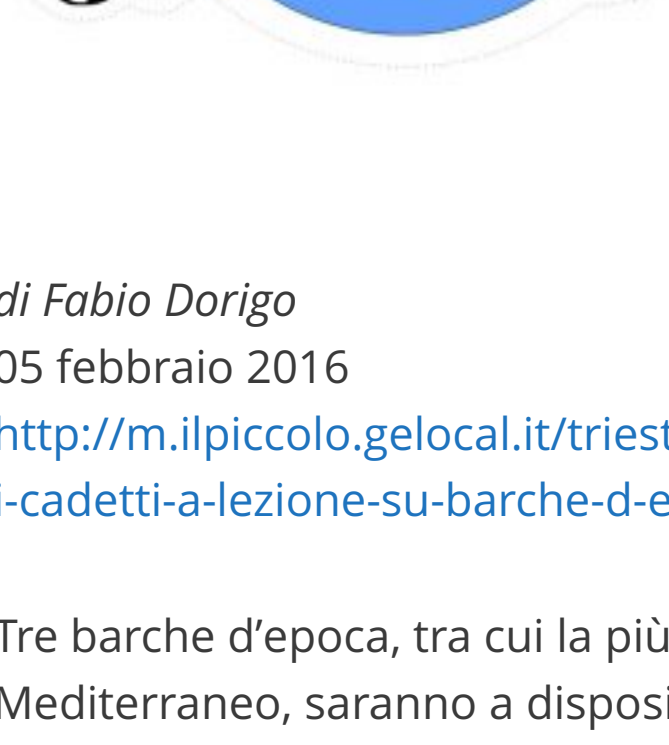 di Fabio Dorigo
05 febbraio 2016
http://m.ilpiccolo.gelocal.it/triest
i-cadetti-a-lezione-su-barche-d-e
Tre barche d’epoca, tra cui la più
Mediterraneo, saranno a disposi